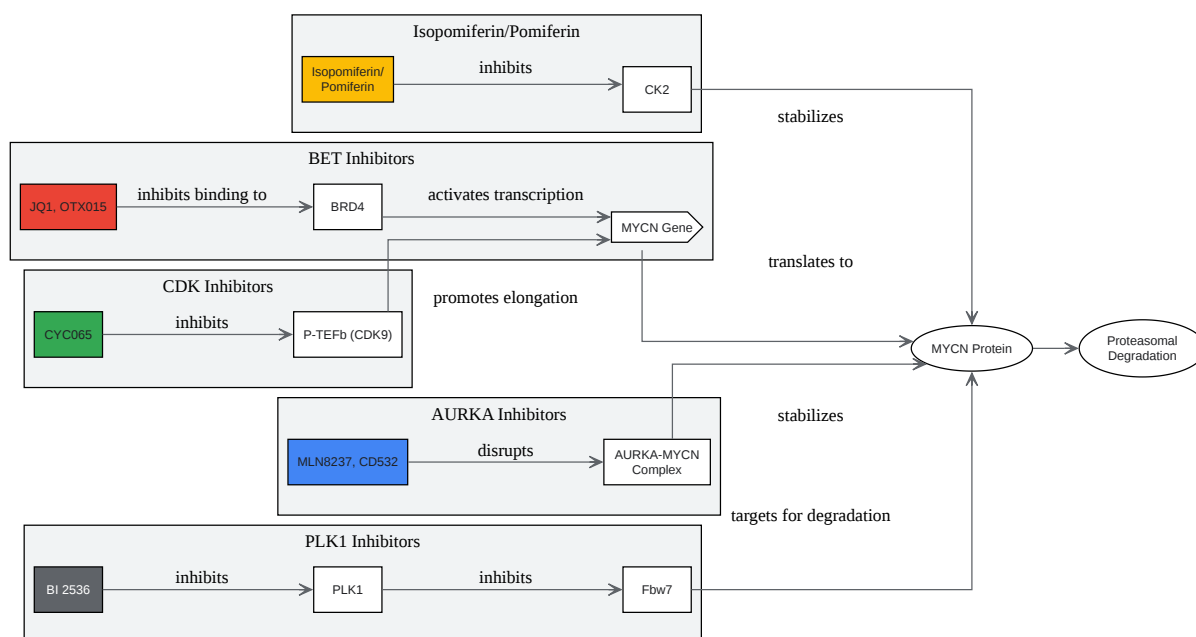 Isopomiferin/Pomiferin
Isopomiferin/
Pomiferin
inhibits
CK2
stabilizes
BET Inhibitors
JQ1, OTX015
inhibits binding to
BRD4
activates transcription
MYCN Gene
translates to
CDK Inhibitors
CYC065
inhibits
P-TEFb (CDK9)
promotes elongation
MYCN Protein
Proteasomal
Degradation
AURKA Inhibitors
MLN8237, CD532
disrupts
AURKA-MYCN
Complex
stabilizes
targets for degradation
PLK1 Inhibitors
BI 2536
inhibits
PLK1
inhibits
Fbw7